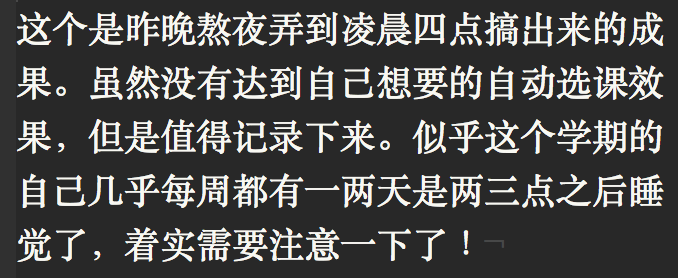 这个是昨晚熬夜弄到凌晨四点搞出来的成
果。虽然没有达到自己想要的自动选课效
果，但是值得记录下来。似乎这个学期的
自己几乎每周都有一两天是两三点之后睡
觉了，着实需要注意一下了！¬